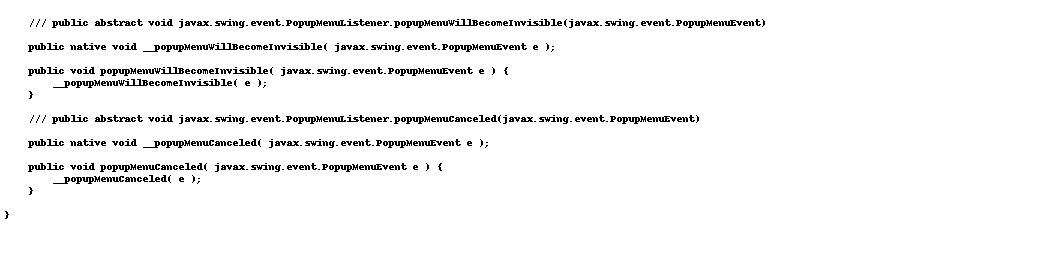 /// public abstract void javax.swing.event.PopupMenuListener.popupMenuWillBecomeInvisible(javax.swing.event.PopupMenuEvent)
public native void __popupMenuWillBecomeInvisible( javax.swing.event.PopupMenuEvent e );
public void popupMenuWillBecomeInvisible( javax.swing.event.PopupMenuEvent e ) {
__popupMenuWillBecomeInvisible( e );
}
/// public abstract void javax.swing.event.PopupMenuListener.popupMenuCanceled(javax.swing.event.PopupMenuEvent)
public native void __popupMenuCanceled( javax.swing.event.PopupMenuEvent e );
public void popupMenuCanceled( javax.swing.event.PopupMenuEvent e ) {
__popupMenuCanceled( e );
}
}